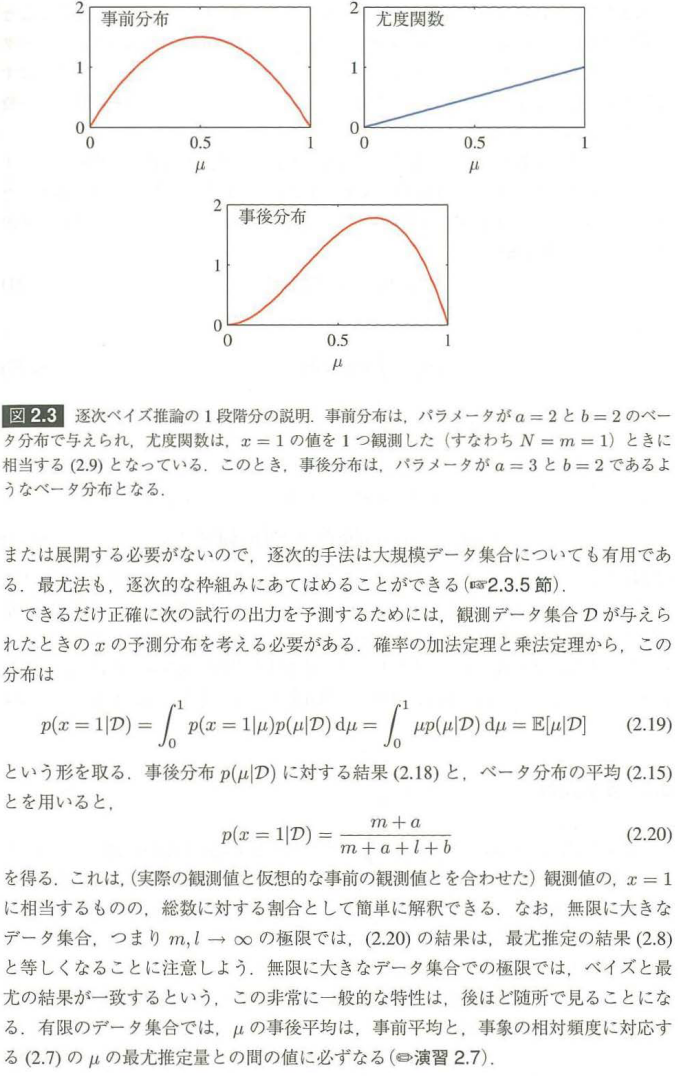 2
事前分布
1
0
0
0.5
1
μ
2
尤度関数
1
0
0
0.5
1
μ
2
事後分布
1
0
0
0.5
1
μ
図 2.3 逐次ベイズ推論の 1 段階分の説明．事前分布は，パラメータが a = 2 と b = 2 のベー
タ分布で与えられ，尤度関数は，x = 1 の値を 1 つ観測した（すなわち N = m = 1）ときに
相当する (2.9) となっている．このとき，事後分布は，パラメータが a = 3 と b = 2 であるよ
うなベータ分布となる．
または展開する必要がないので，逐次的手法は大規模データ集合についても有用であ
る．最尤法も，逐次的な枠組みにあてはめることができる(☞2.3.5 節)．
できるだけ正確に次の試行の出力を予測するためには，観測データ集合 𝒟 が与えら
れたときの x の予測分布を考える必要がある．確率の加法定理と乗法定理から，この
分布は
p(x = 1|𝒟) = ∫₀¹ p(x = 1|μ)p(μ|𝒟) dμ = ∫₀¹ μp(μ|𝒟) dμ = 𝔼[μ|𝒟] (2.19)
という形を取る．事後分布 p(μ|𝒟) に対する結果 (2.18) と，ベータ分布の平均 (2.15)
とを用いると，
p(x = 1|𝒟) = (m + a)/(m + a + l + b) (2.20)
を得る．これは，（実際の観測値と仮想的な事前の観測値とを合わせた）観測値の，x = 1
に相当するものの，総数に対する割合として簡単に解釈できる．なお，無限に大きな
データ集合，つまり m, l → ∞ の極限では，(2.20) の結果は，最尤推定の結果 (2.8)
と等しくなることに注意しよう．無限に大きなデータ集合での極限では，ベイズと最
尤の結果が一致するという，この非常に一般的な特性は，後ほど随所で見ることにな
る．有限のデータ集合では，μ の事後平均は，事前平均と，事象の相対頻度に対応す
る (2.7) の μ の最尤推定量との間の値に必ずなる(✏演習 2.7)．